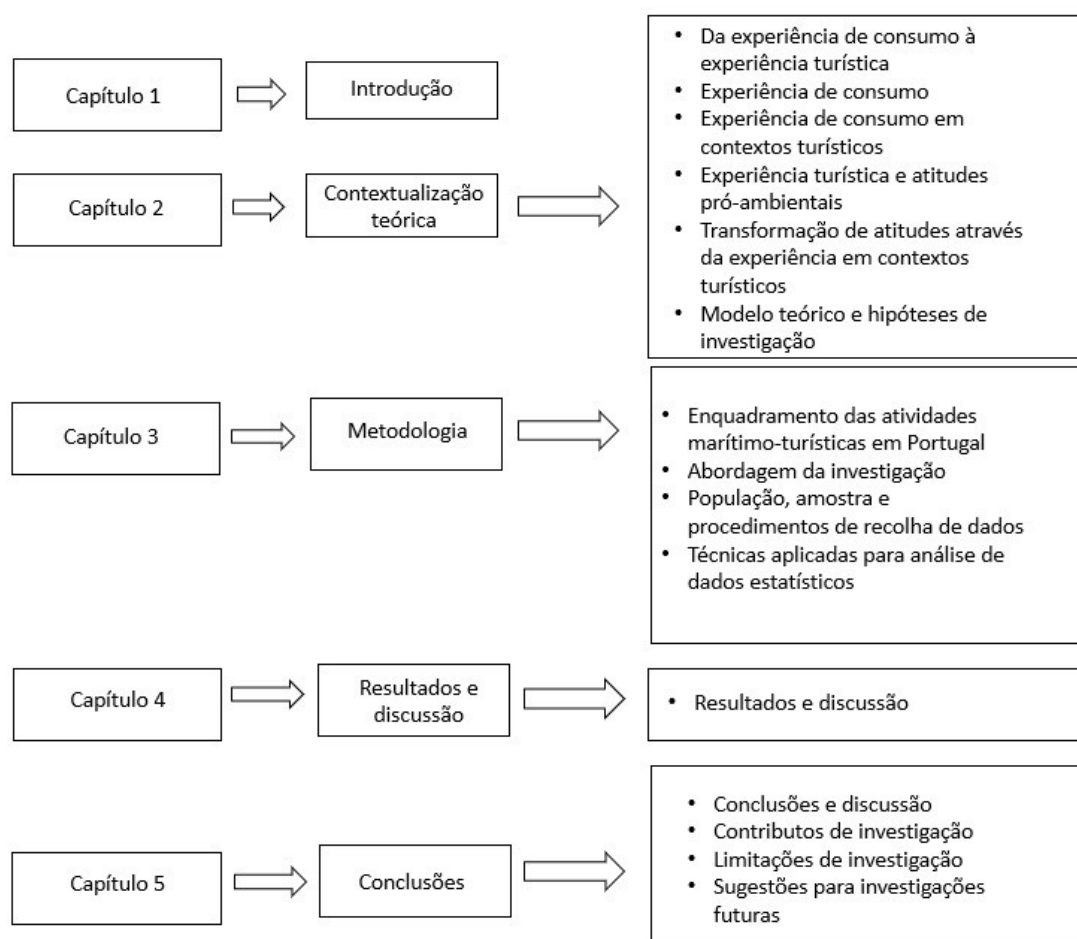 Capítulo 1
Introdução
• Da experiência de consumo à
experiência turística
• Experiência de consumo
• Experiência de consumo em
contextos turísticos
• Experiência turística e atitudes
pró-ambientais
• Transformação de atitudes através
da experiência em contextos
turísticos
• Modelo teórico e hipóteses de
investigação
Capítulo 2
Contextualização
teórica
Capítulo 3
Metodologia
• Enquadramento das atividades
marítimo-turísticas em Portugal
• Abordagem da investigação
• População, amostra e
procedimentos de recolha de dados
• Técnicas aplicadas para análise de
dados estatísticos
Capítulo 4
Resultados e
discussão
• Resultados e discussão
Capítulo 5
Conclusões
• Conclusões e discussão
• Contributos de investigação
• Limitações de investigação
• Sugestões para investigações
futuras